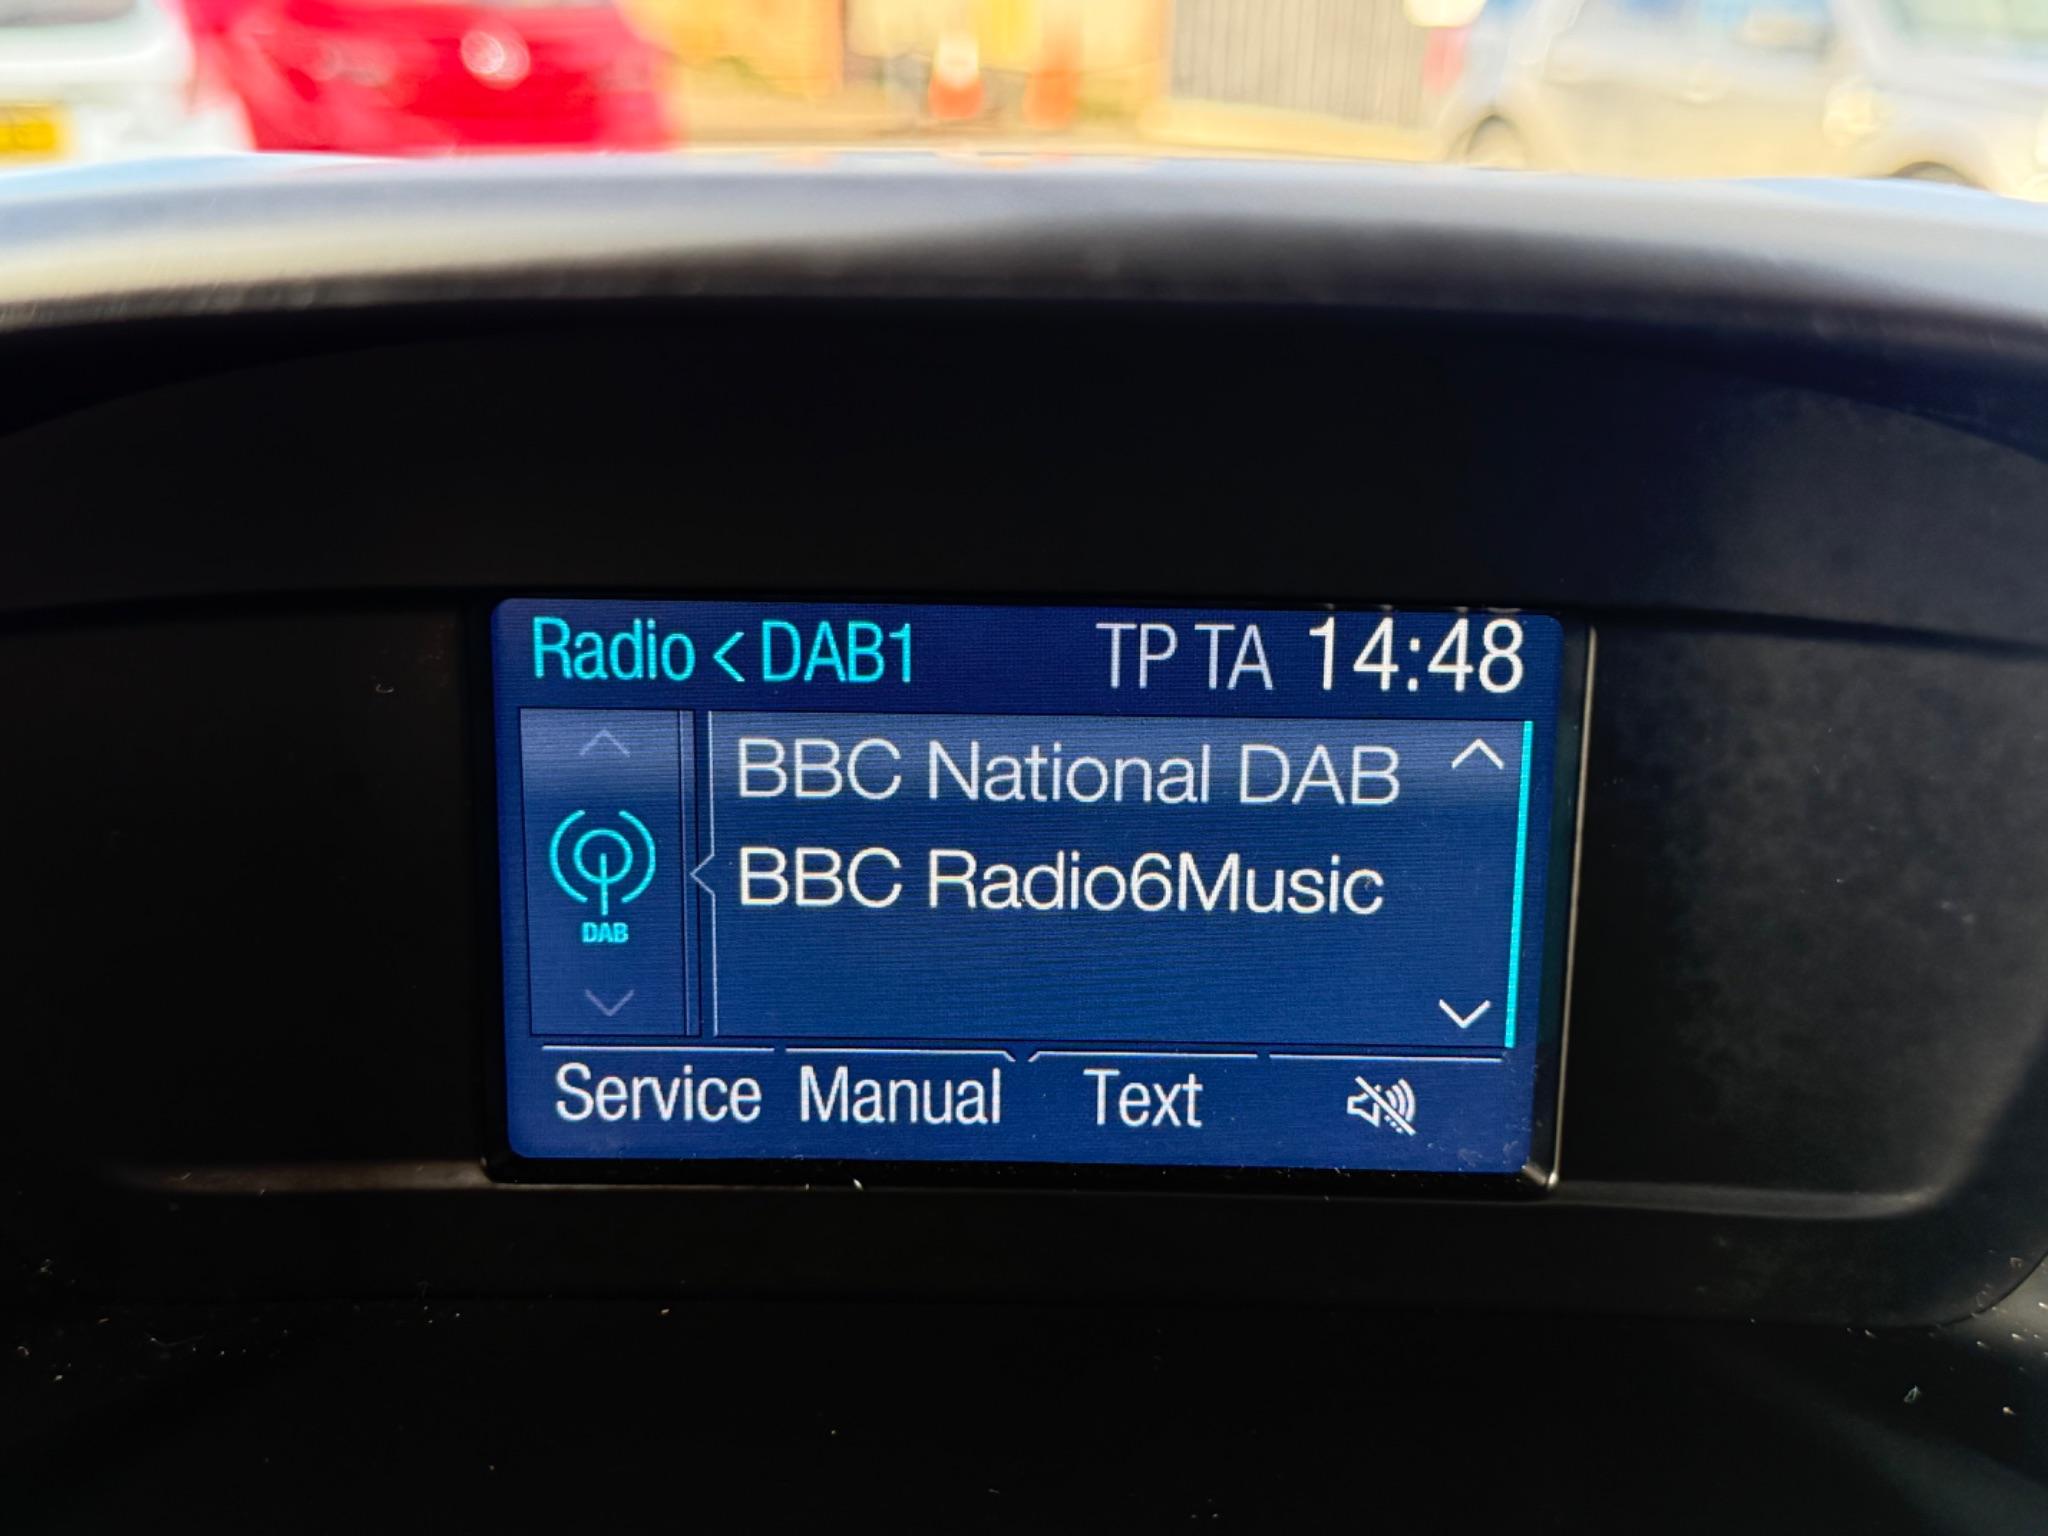 Radio < DAB1 TP TA 14:48
BBC National DAB
BBC Radio6Music
DAB
Service Manual Text